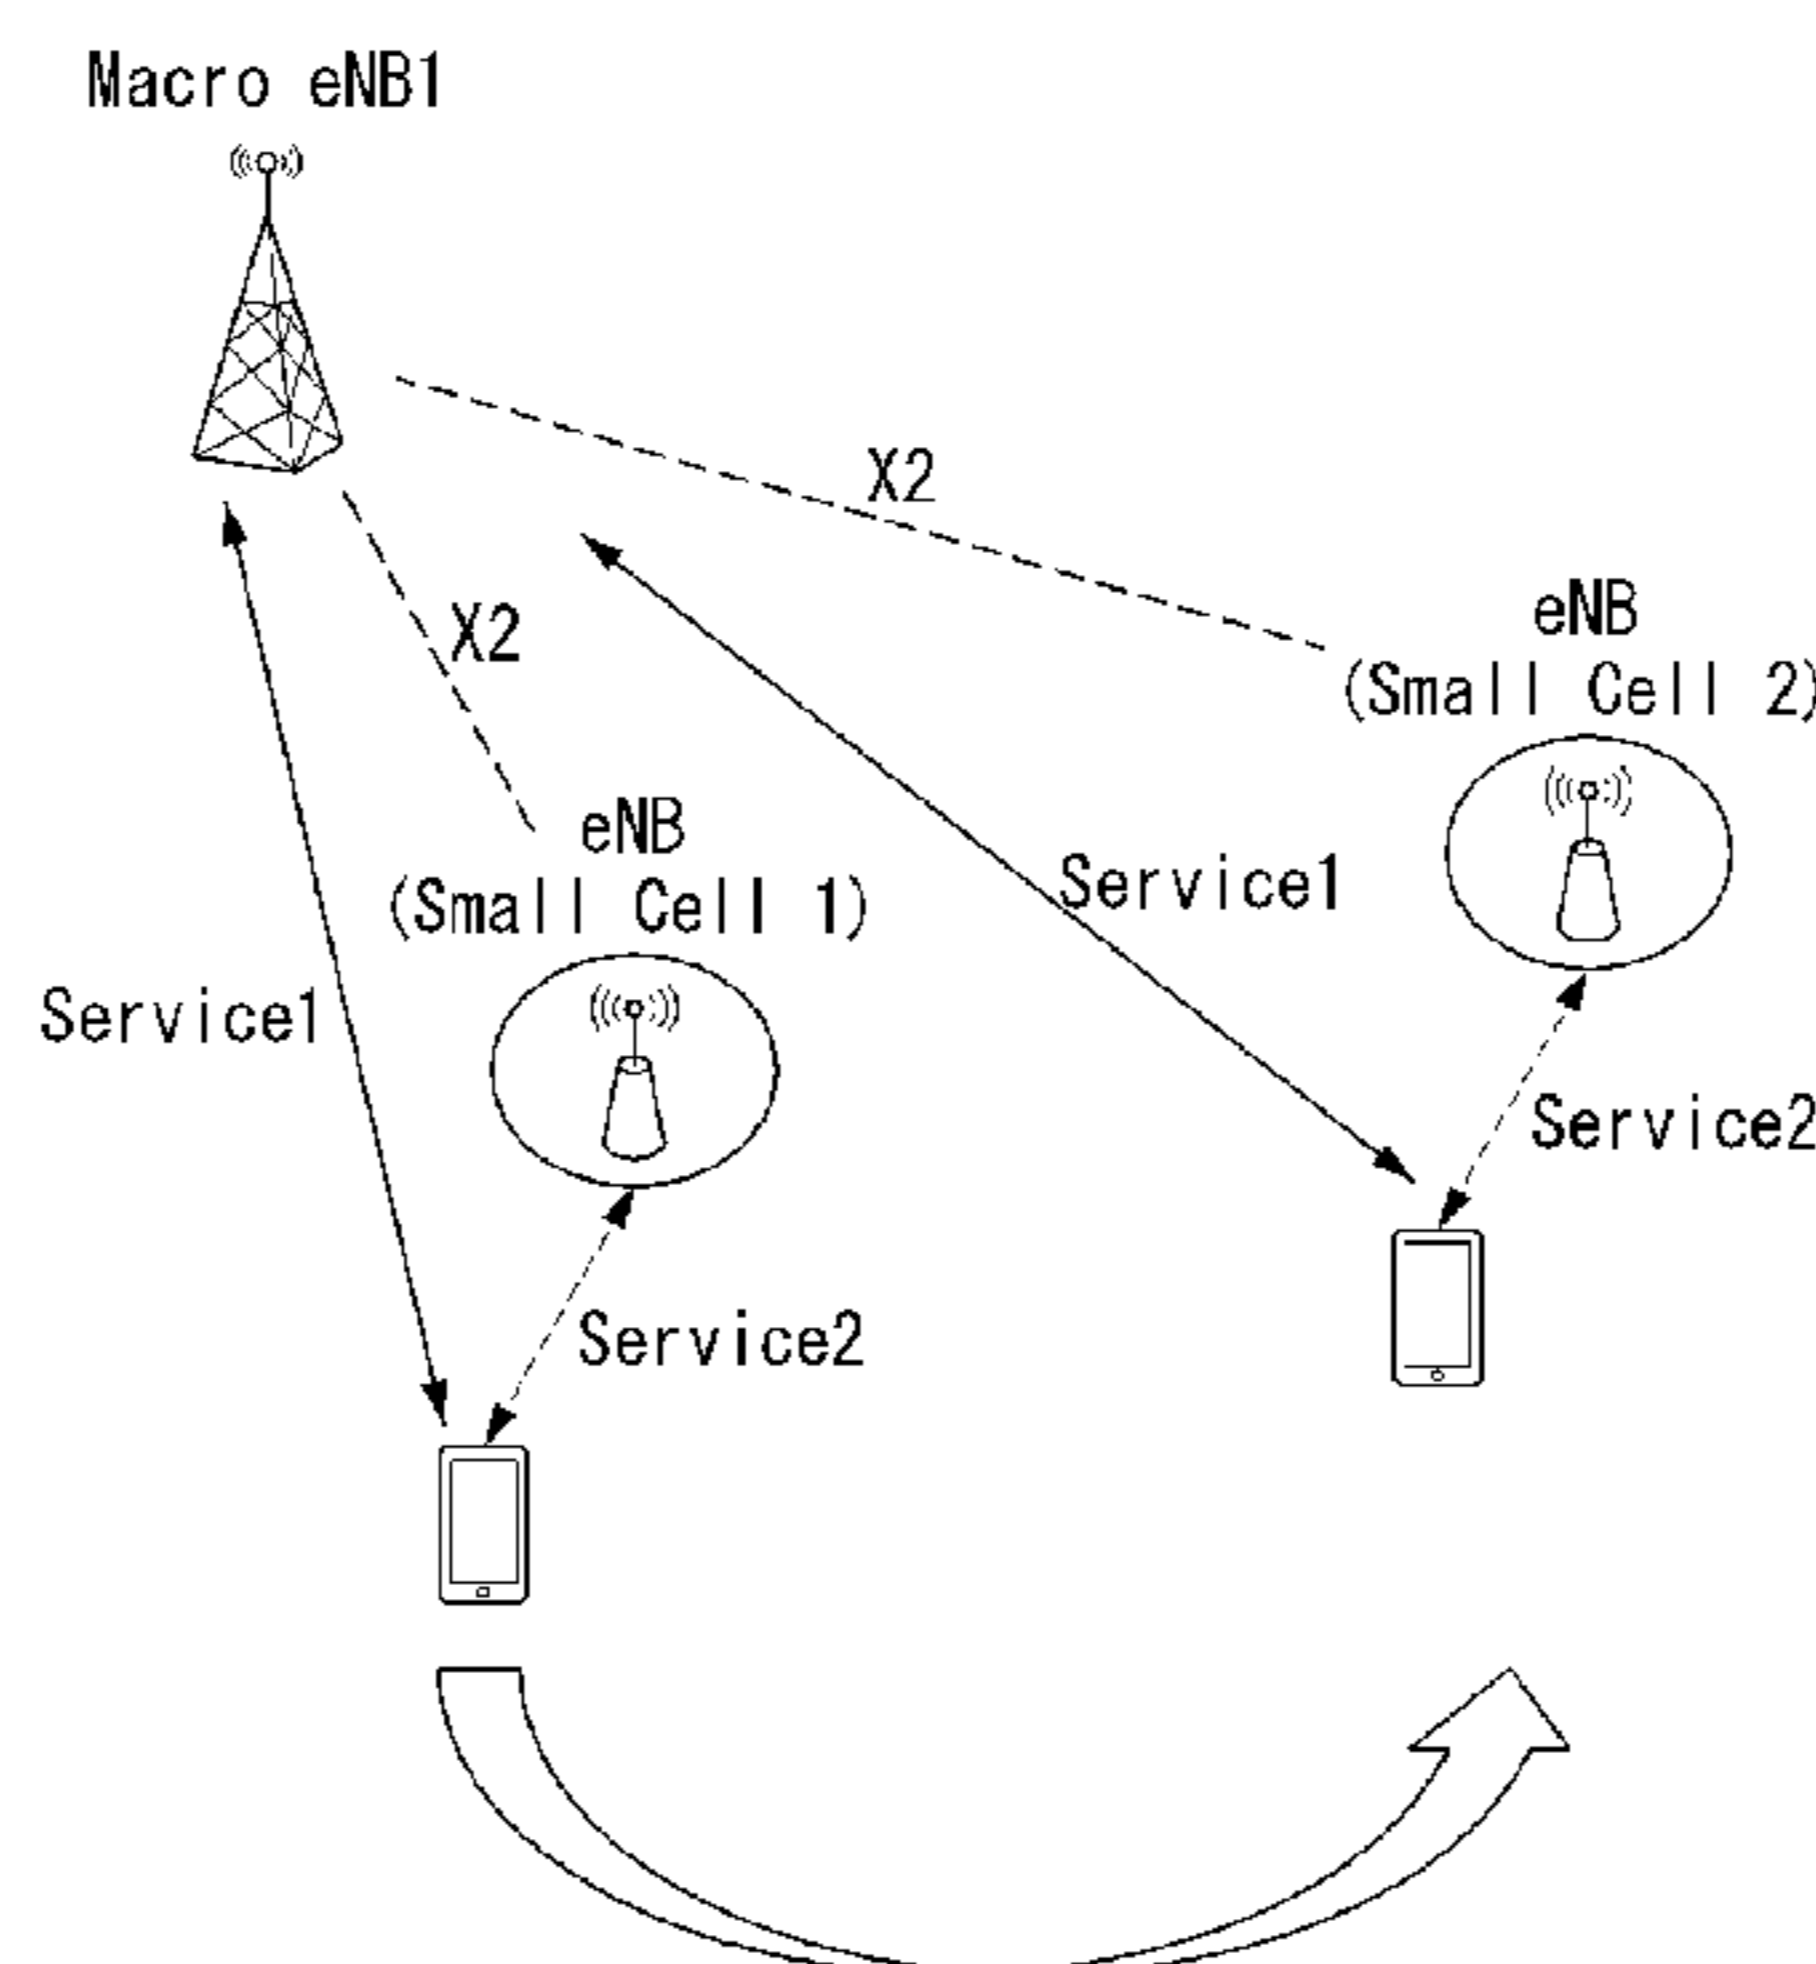 Macro eNB1
X2
X2
eNB
(Small Cell 2)
eNB
(Small Cell 1)
Service1
Service1
Service2
Service2